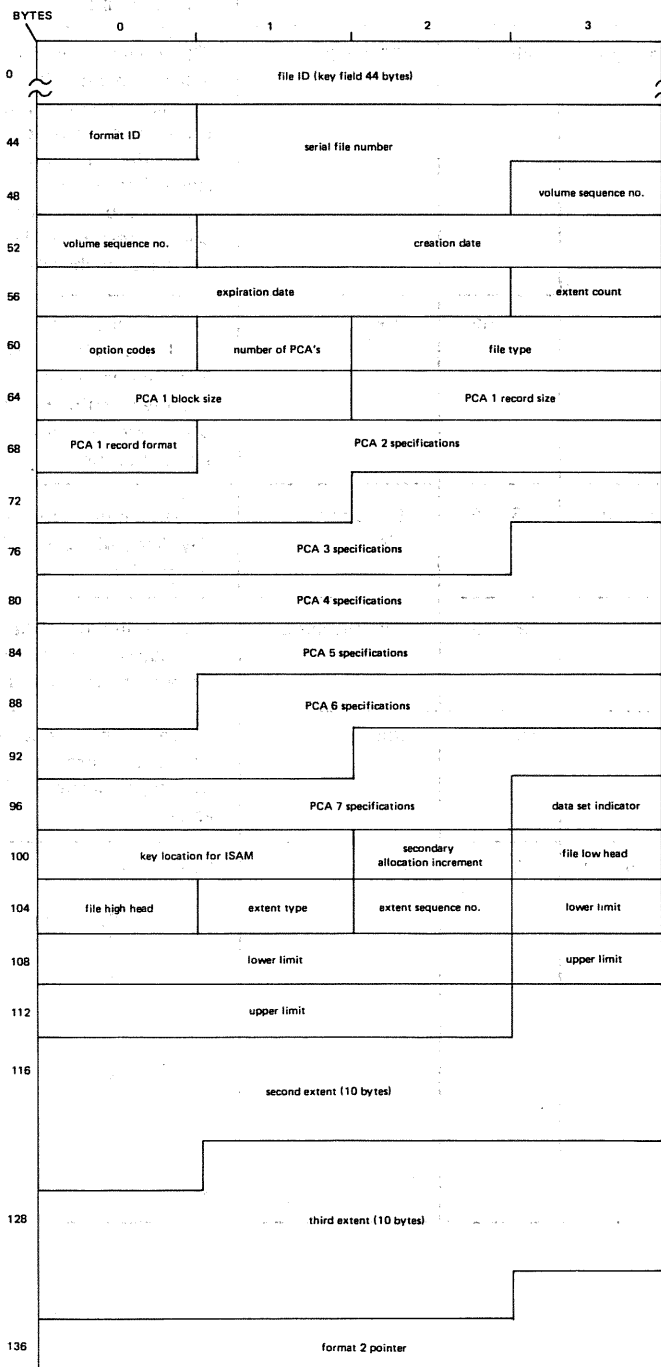 BYTES
0 1 2 3
0 file ID (key field 44 bytes)
44 format ID serial file number
48 volume sequence no.
52 volume sequence no. creation date
56 expiration date extent count
60 option codes number of PCA's file type
64 PCA 1 block size PCA 1 record size
68 PCA 1 record format PCA 2 specifications
72
76 PCA 3 specifications
80 PCA 4 specifications
84 PCA 5 specifications
88 PCA 6 specifications
92
96 PCA 7 specifications data set indicator
100 key location for ISAM secondary allocation increment file low head
104 file high head extent type extent sequence no. lower limit
108 lower limit upper limit
112 upper limit
116
second extent (10 bytes)
128 third extent (10 bytes)
136 format 2 pointer